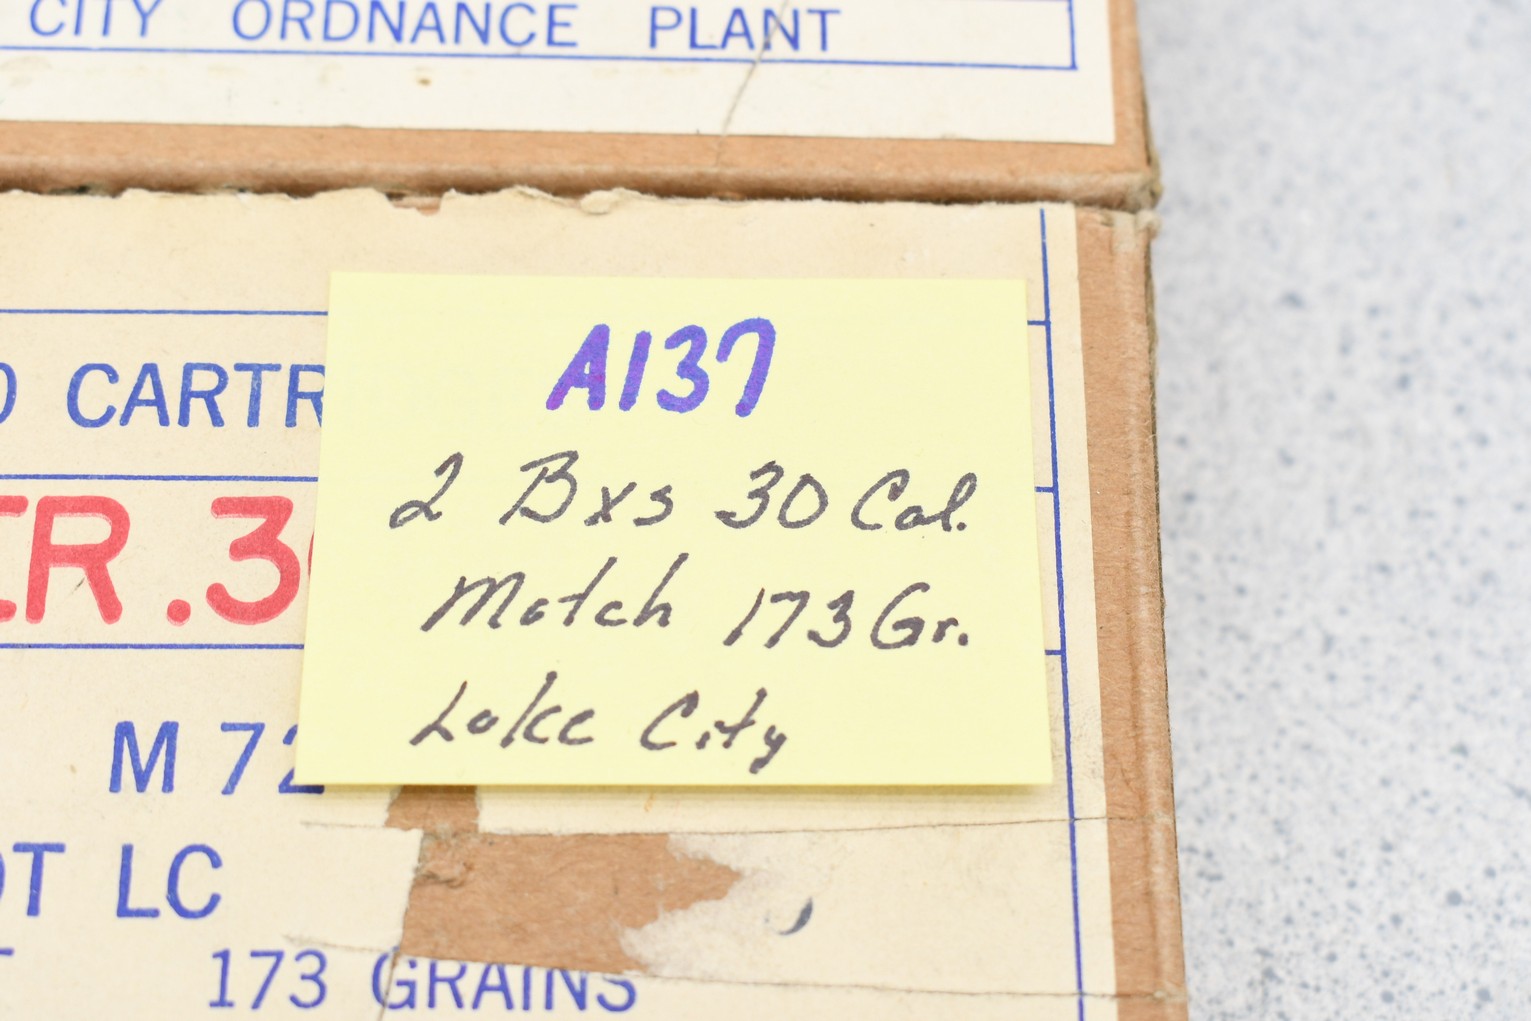 CITY ORDNANCE PLANT
A137
2 Bxs 30 Cal.
Match 173 Gr.
Lake City
CARTR
R .3
M 72
LC
173 GRAINS